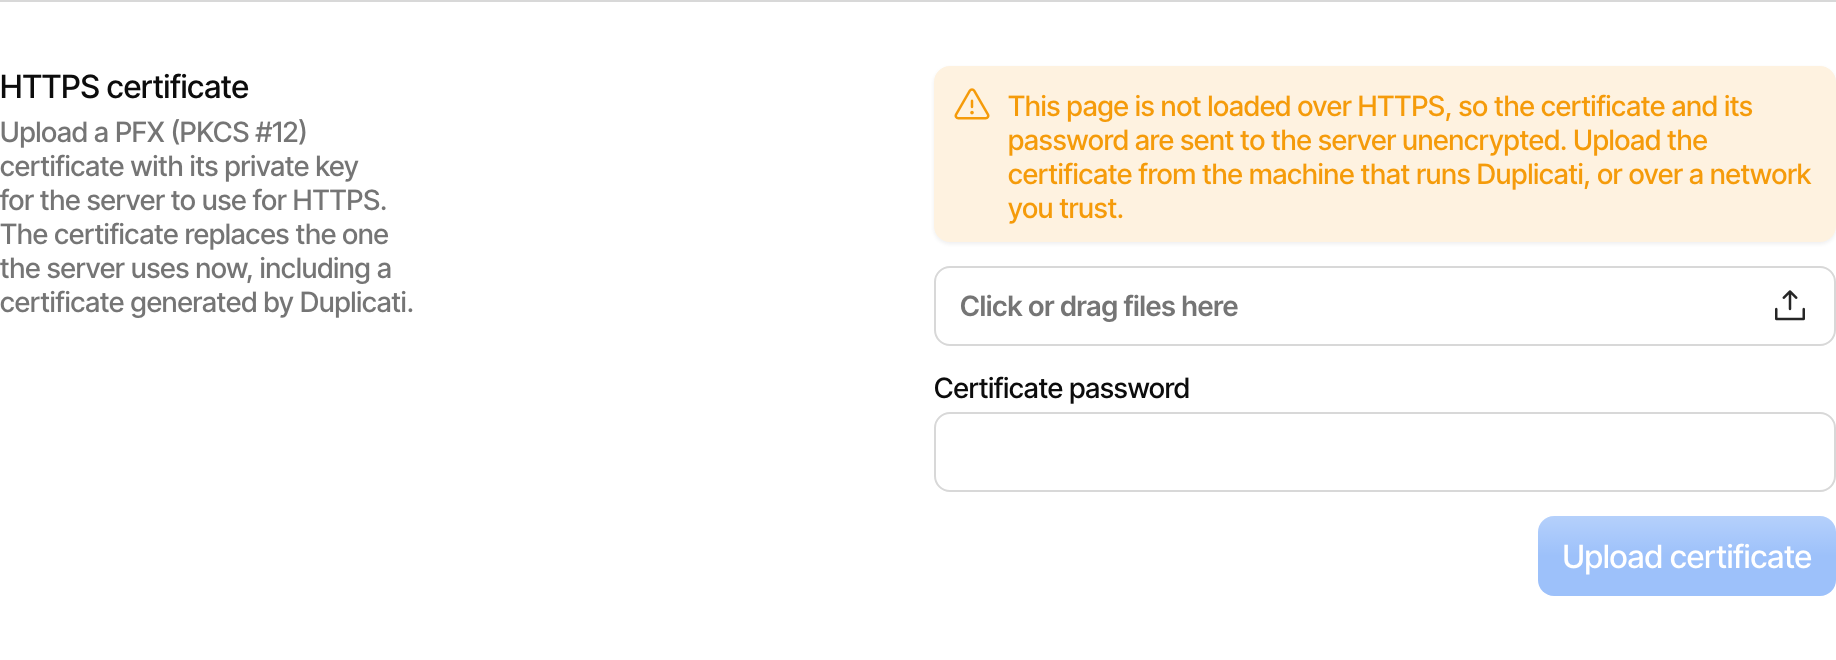 HTTPS certificate
Upload a PFX (PKCS #12)
certificate with its private key
for the server to use for HTTPS.
The certificate replaces the one
the server uses now, including a
certificate generated by Duplicati.
This page is not loaded over HTTPS, so the certificate and its
password are sent to the server unencrypted. Upload the
certificate from the machine that runs Duplicati, or over a network
you trust.
Click or drag files here
Certificate password
Upload certificate